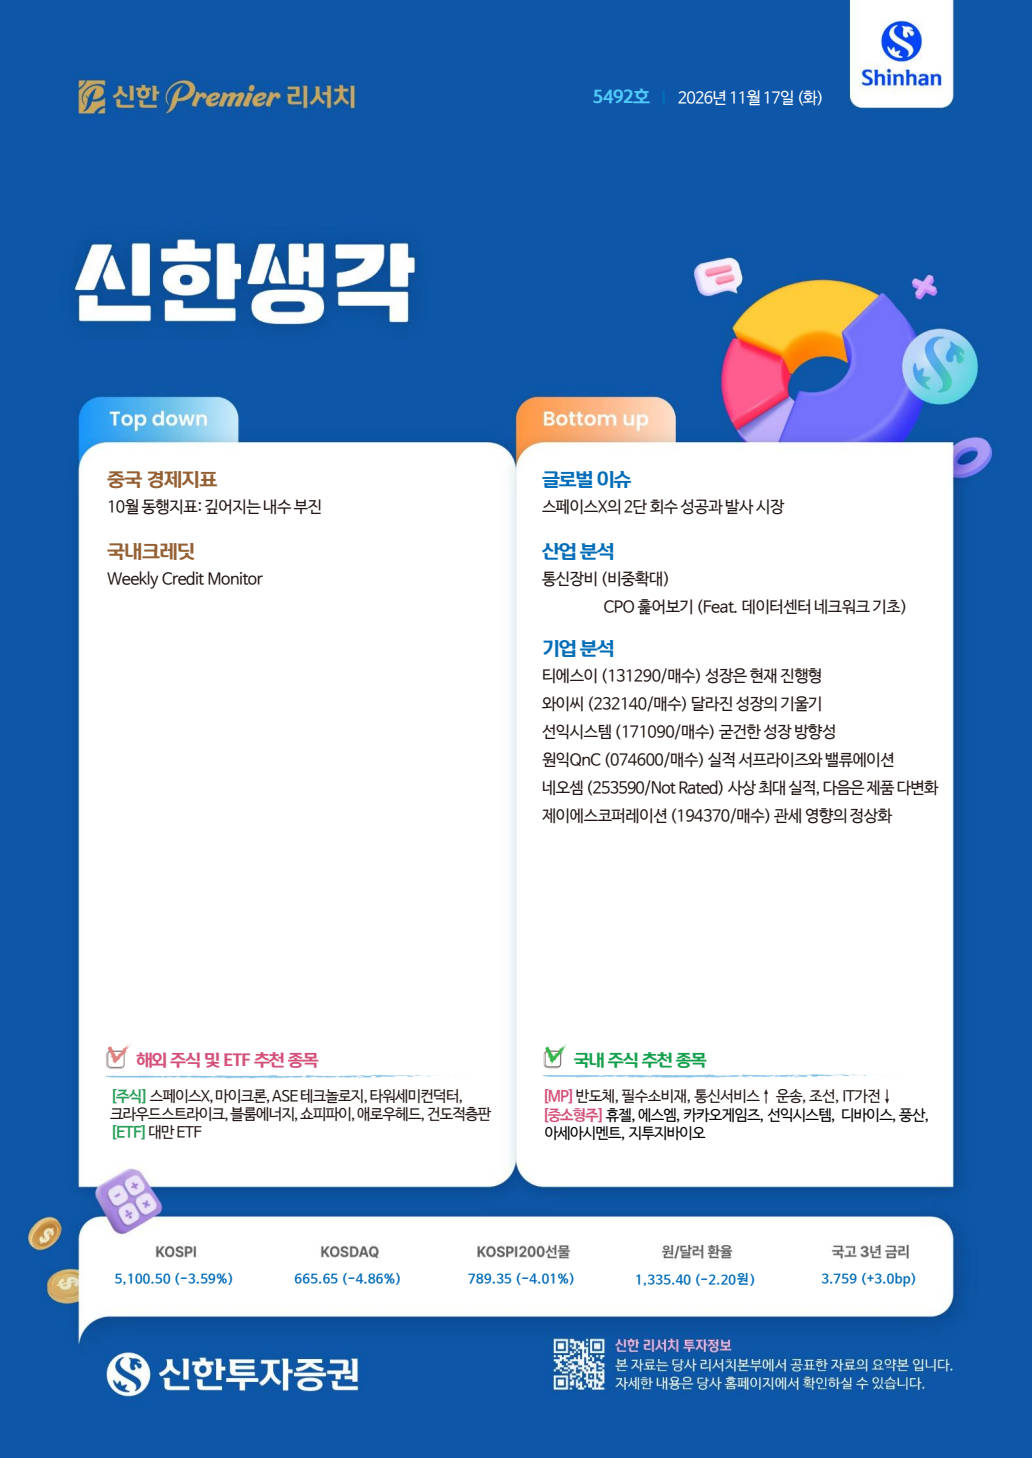 신한 Premier 리서치
5492호 | 2026년 11월 17일 (화)
Shinhan
신한생각
Top down
중국 경제지표
10월 동행지표: 깊어지는 내수 부진
국내크레딧
Weekly Credit Monitor
해외 주식 및 ETF 추천 종목
[주식] 스페이스X, 마이크론, ASE 테크놀로지, 타워세미컨덕터,
크라우드스트라이크, 블룸에너지, 쇼피파이, 애로우헤드, 건도적층판
[ETF] 대만 ETF
Bottom up
글로벌 이슈
스페이스X의 2단 회수 성공과 발사 시장
산업 분석
통신장비 (비중확대)
CPO 훑어보기 (Feat. 데이터센터 네크워크 기초)
기업 분석
티에스이 (131290/매수) 성장은 현재 진행형
와이씨 (232140/매수) 달라진 성장의 기울기
선익시스템 (171090/매수) 굳건한 성장 방향성
원익QnC (074600/매수) 실적 서프라이즈와 밸류에이션
네오셈 (253590/Not Rated) 사상 최대 실적, 다음은 제품 다변화
제이에스코퍼레이션 (194370/매수) 관세 영향의 정상화
국내 주식 추천 종목
[MP] 반도체, 필수소비재, 통신서비스↑ 운송, 조선, IT가전↓
[중소형주] 휴젤, 에스엠, 카카오게임즈, 선익시스템, 디바이스, 풍산,
아세아시멘트, 지투지바이오
KOSPI KOSDAQ KOSPI200선물 원/달러 환율 국고 3년 금리
5,100.50 (-3.59%) 665.65 (-4.86%) 789.35 (-4.01%) 1,335.40 (-2.20원) 3.759 (+3.0bp)
신한투자증권
신한 리서치 투자정보
본 자료는 당사 리서치본부에서 공표한 자료의 요약본 입니다.
자세한 내용은 당사 홈페이지에서 확인하실 수 있습니다.